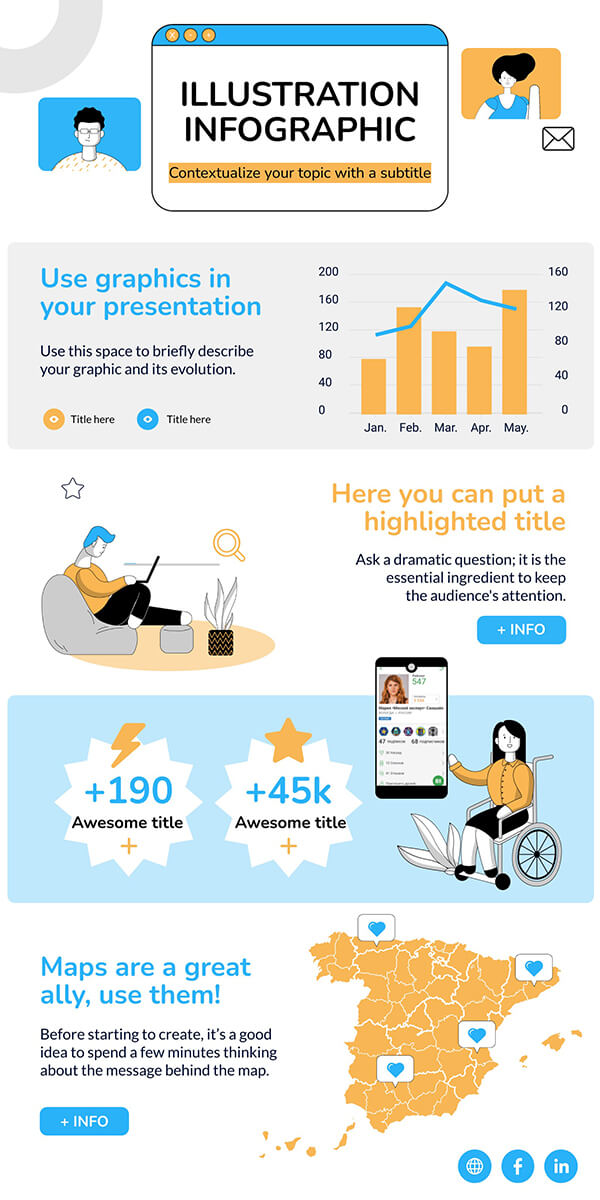 x - +
ILLUSTRATION
INFOGRAPHIC
Contextualize your topic with a subtitle
Use graphics in
your presentation
Use this space to briefly describe
your graphic and its evolution.
Title here
Title here
200
160
120
80
40
0
160
120
80
40
0
Jan. Feb. Mar. Apr. May.
Here you can put a
highlighted title
Ask a dramatic question; it is the
essential ingredient to keep
the audience's attention.
+ INFO
+190
Awesome title
+
+45k
Awesome title
+
547
47 подписок 68 подписчиков
Maps are a great
ally, use them!
Before starting to create, it's a good
idea to spend a few minutes thinking
about the message behind the map.
+ INFO
f
in